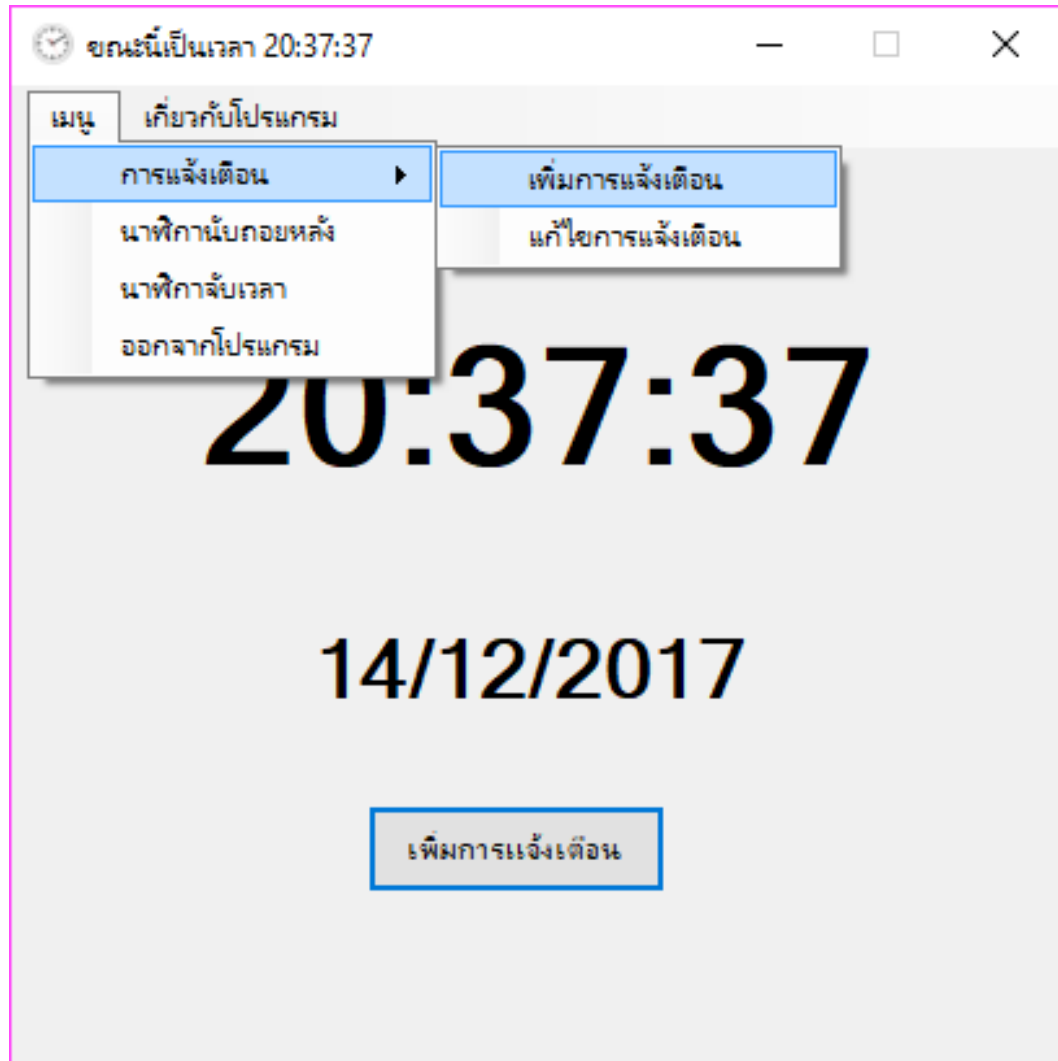 ขณะนี้เป็นเวลา 20:37:37
เมนู เกี่ยวกับโปรแกรม
การแจ้งเตือน เพิ่มการแจ้งเตือน
นาฬิกานับถอยหลัง แก้ไขการแจ้งเตือน
นาฬิกาจับเวลา
ออกจากโปรแกรม
20:37:37
14/12/2017
เพิ่มการแจ้งเตือน